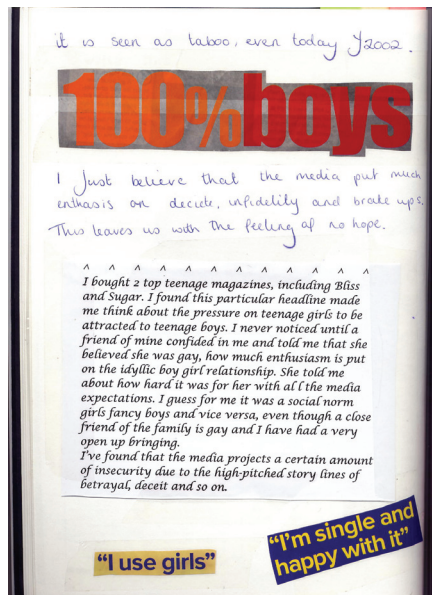 it is seen as taboo, even today Y2002.
100% boys
I Just believe that the media put much
enthasis on decite, infidelity and brake ups.
This leaves us with the feeling of no hope.
^ ^ ^ ^ ^ ^ ^ ^ ^ ^ ^ ^
I bought 2 top teenage magazines, including Bliss
and Sugar. I found this particular headline made
me think about the pressure on teenage girls to be
attracted to teenage boys. I never noticed until a
friend of mine confided in me and told me that she
believed she was gay, how much enthusiasm is put
on the idyllic boy girl relationship. She told me
about how hard it was for her with all the media
expectations. I guess for me it was a social norm
girls fancy boys and vice versa, even though a close
friend of the family is gay and I have had a very
open up bringing.
I've found that the media projects a certain amount
of insecurity due to the high-pitched story lines of
betrayal, deceit and so on.
"I'm single and
happy with it"
"I use girls"